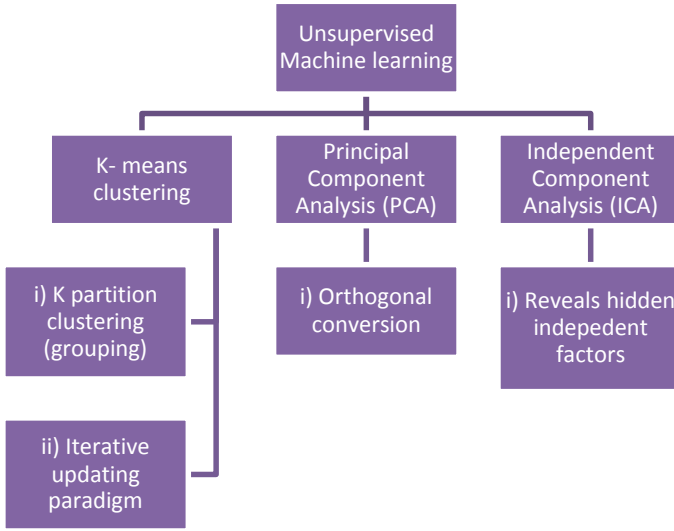 Unsupervised
Machine learning
K- means
clustering
Principal
Component
Analysis (PCA)
Independent
Component
Analysis (ICA)
i) K partition
clustering
(grouping)
i) Orthogonal
conversion
i) Reveals hidden
indepedent
factors
ii) Iterative
updating
paradigm